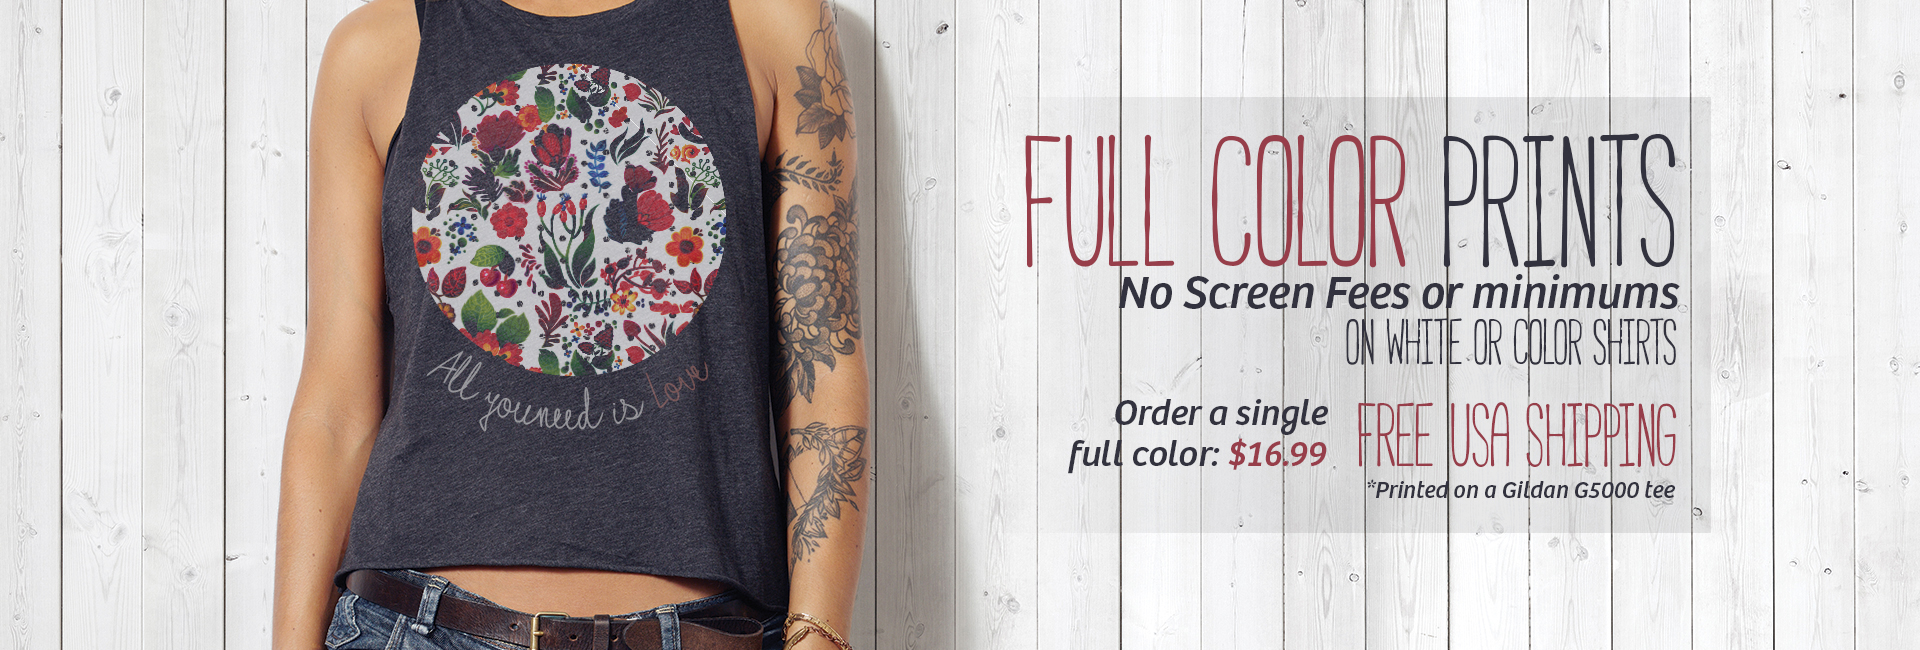 All youneed is Love
FULL COLOR PRINTS
No Screen Fees or minimums
ON WHITE OR COLOR SHIRTS
Order a single
full color: $16.99
FREE USA SHIPPING
*Printed on a Gildan G5000 tee